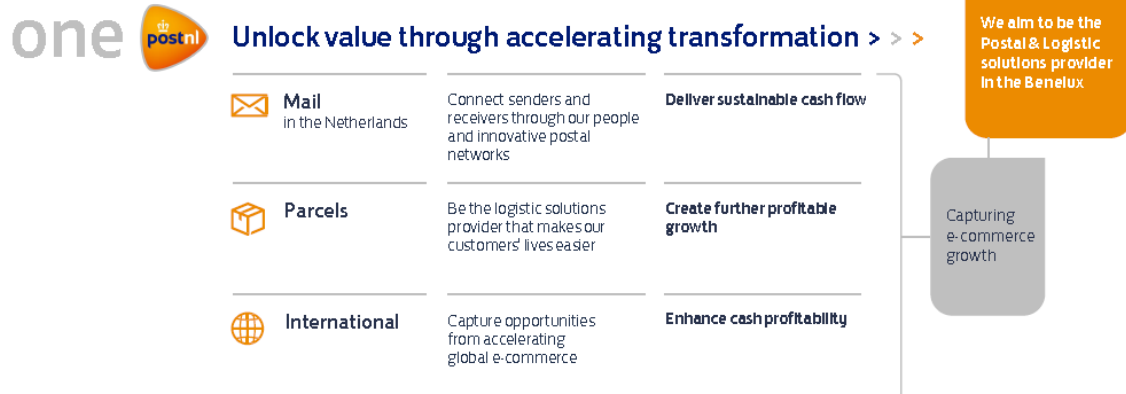 one postnl Unlock value through accelerating transformation > > >
We aim to be the
Postal & Logistic
solutions provider
in the Benelux
Mail
in the Netherlands
Connect senders and
receivers through our people
and innovative postal
networks
Deliver sustainable cash flow
Parcels
Be the logistic solutions
provider that makes our
customers' lives easier
Create further profitable
growth
Capturing
e-commerce
growth
International
Capture opportunities
from accelerating
global e-commerce
Enhance cash profitability